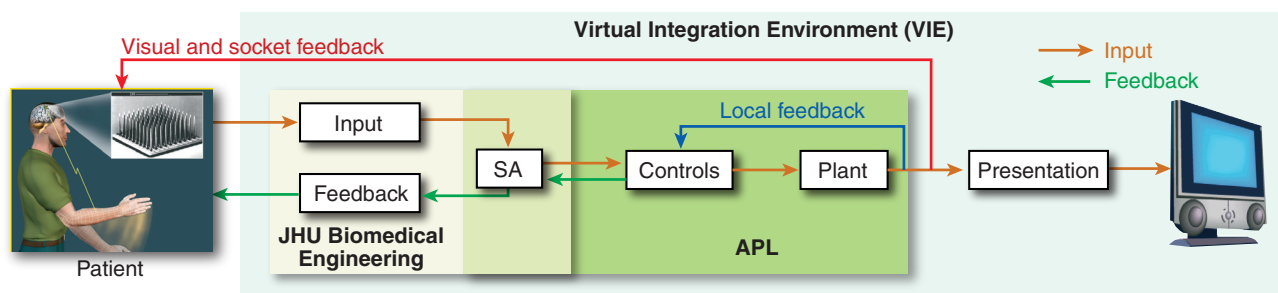 Virtual Integration Environment (VIE)
Visual and socket feedback
Input
Feedback
Local feedback
Input
SA
Controls
Plant
Presentation
Feedback
JHU Biomedical
Engineering
APL
Patient